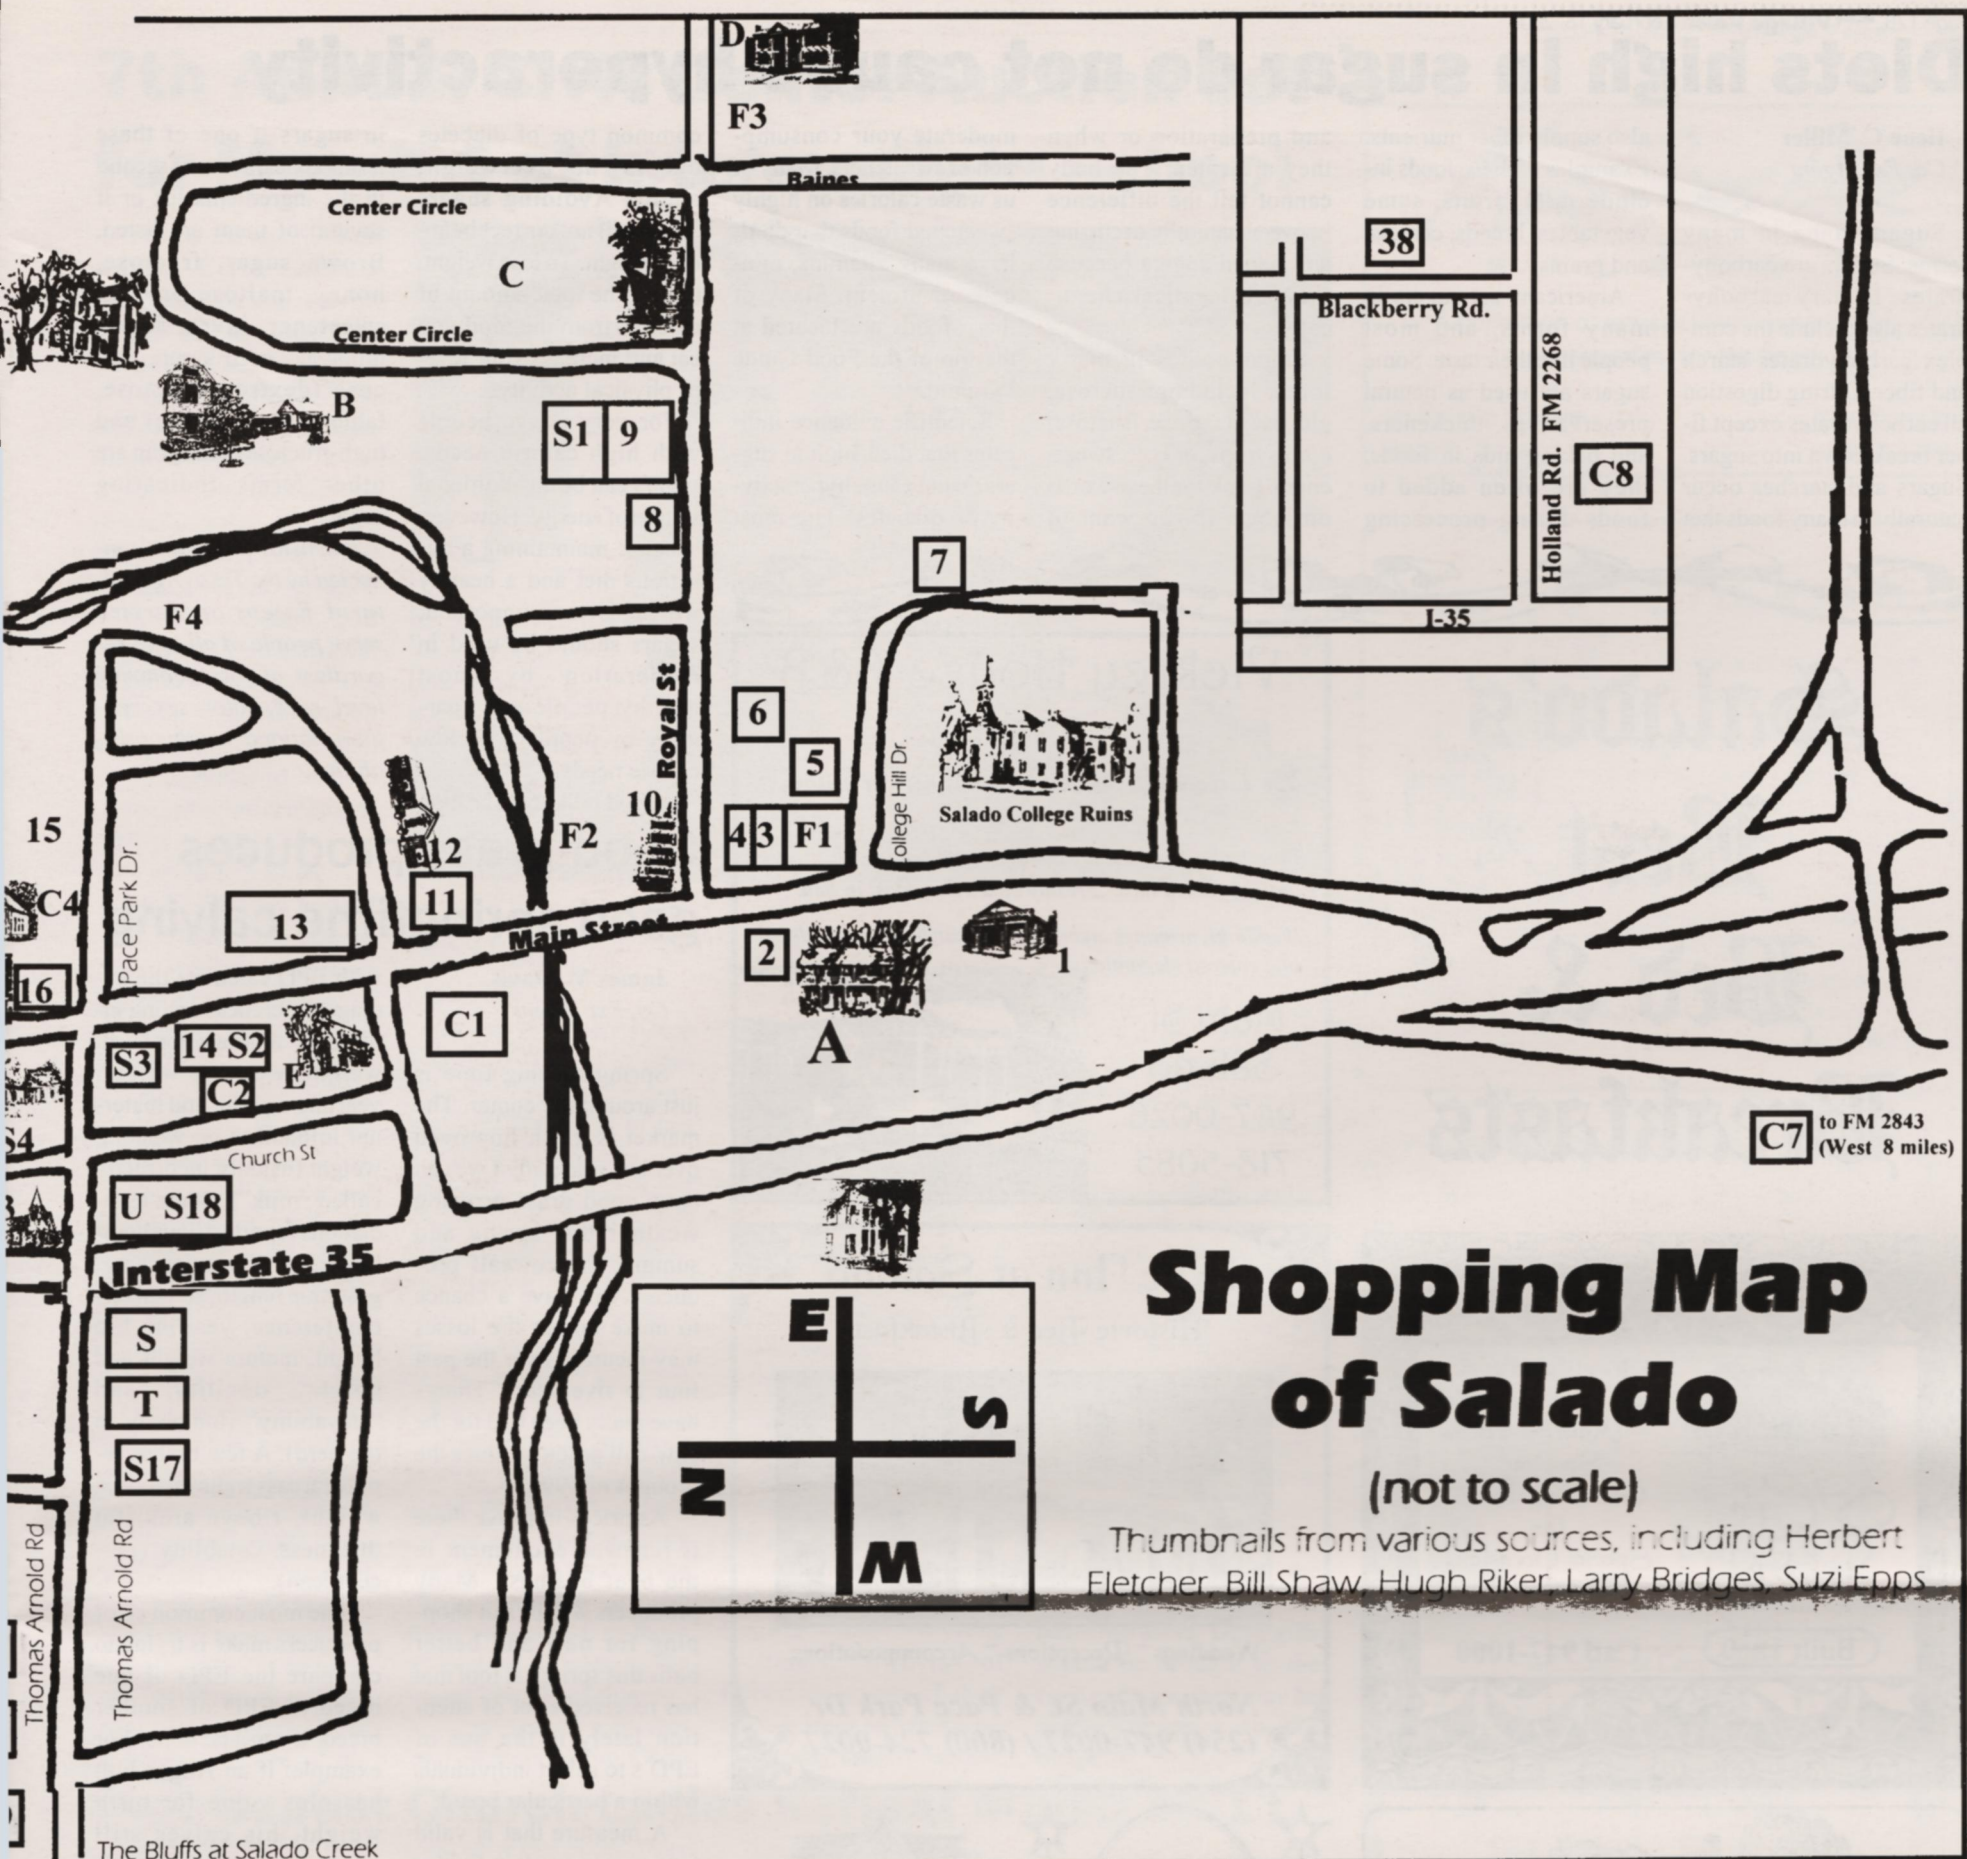 D
F3
Baines
Center Circle
C
Center Circle
B
S1 9
8
7
38
Blackberry Rd.
Holland Rd. FM 2268
C8
I-35
F4
Royal St
6
5
10
4 3 F1
College Hill Dr.
Salado College Ruins
15
Pace Park Dr.
12
F2
C4
13
11
Main Street
16
2
1
A
C1
S3
14 S2
C2
E
S4
Church St
U S18
Interstate 35
C7
to FM 2843
(West 8 miles)
S
T
S17
E
S
N
W
Shopping Map
of Salado
(not to scale)
Thumbnails from various sources, including Herbert
Fletcher, Bill Shaw, Hugh Riker, Larry Bridges, Suzi Epps
Thomas Arnold Rd
Thomas Arnold Rd
The Bluffs at Salado Creek